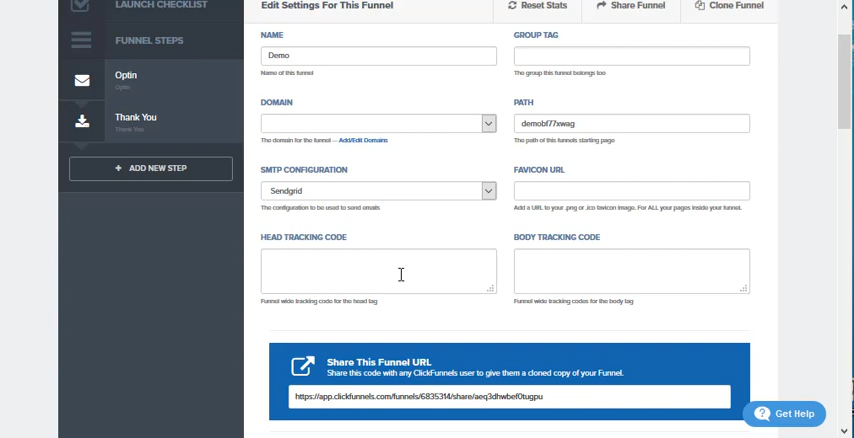 LAUNCH CHECKLIST
FUNNEL STEPS
Optin
Optin
Thank You
Thank You
+ ADD NEW STEP
Edit Settings For This Funnel
Reset Stats
Share Funnel
Clone Funnel
NAME
GROUP TAG
Demo
Name of this funnel
The group this funnel belongs too
DOMAIN
PATH
demobf77xwag
The domain for the funnel — Add/Edit Domains
The path of this funnels starting page
SMTP CONFIGURATION
FAVICON URL
Sendgrid
The configuration to be used to send emails
Add a URL to your .png or .ico favicon image. For ALL your pages inside your funnel.
HEAD TRACKING CODE
BODY TRACKING CODE
Funnel wide tracking code for the head tag
Funnel wide tracking codes for the body tag
Share This Funnel URL
Share this code with any ClickFunnels user to give them a cloned copy of your Funnel.
https://app.clickfunnels.com/funnels/6835314/share/aeq3dhwbef0tugpu
Get Help